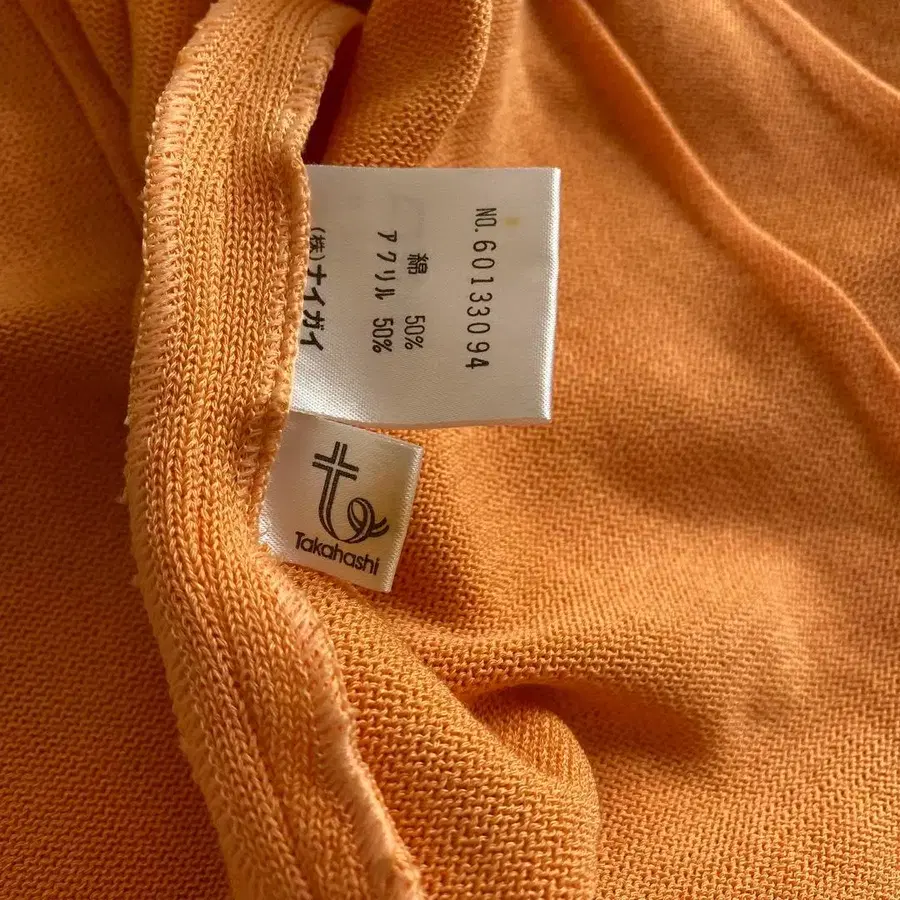 NO. 60133094
綿 50%
アクリル 50%
(株)ナイガイ
Takahashi